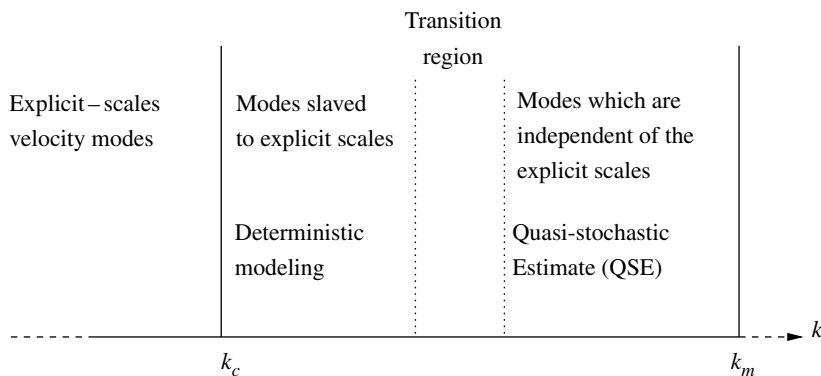 Transition
region
Explicit–scales
velocity modes
Modes slaved
to explicit scales
Modes which are
independent of the
explicit scales
Deterministic
modeling
Quasi-stochastic
Estimate (QSE)
k
k_c
k_m